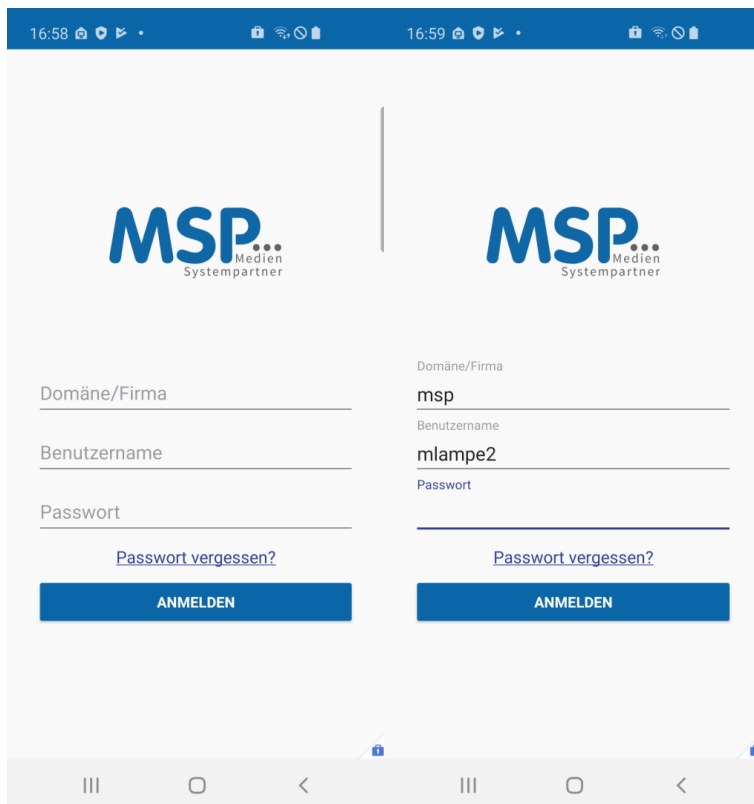 16:58
MSP...
Medien
Systempartner
Domäne/Firma
Benutzername
Passwort
Passwort vergessen?
ANMELDEN
16:59
MSP...
Medien
Systempartner
Domäne/Firma
msp
Benutzername
mlampe2
Passwort
Passwort vergessen?
ANMELDEN